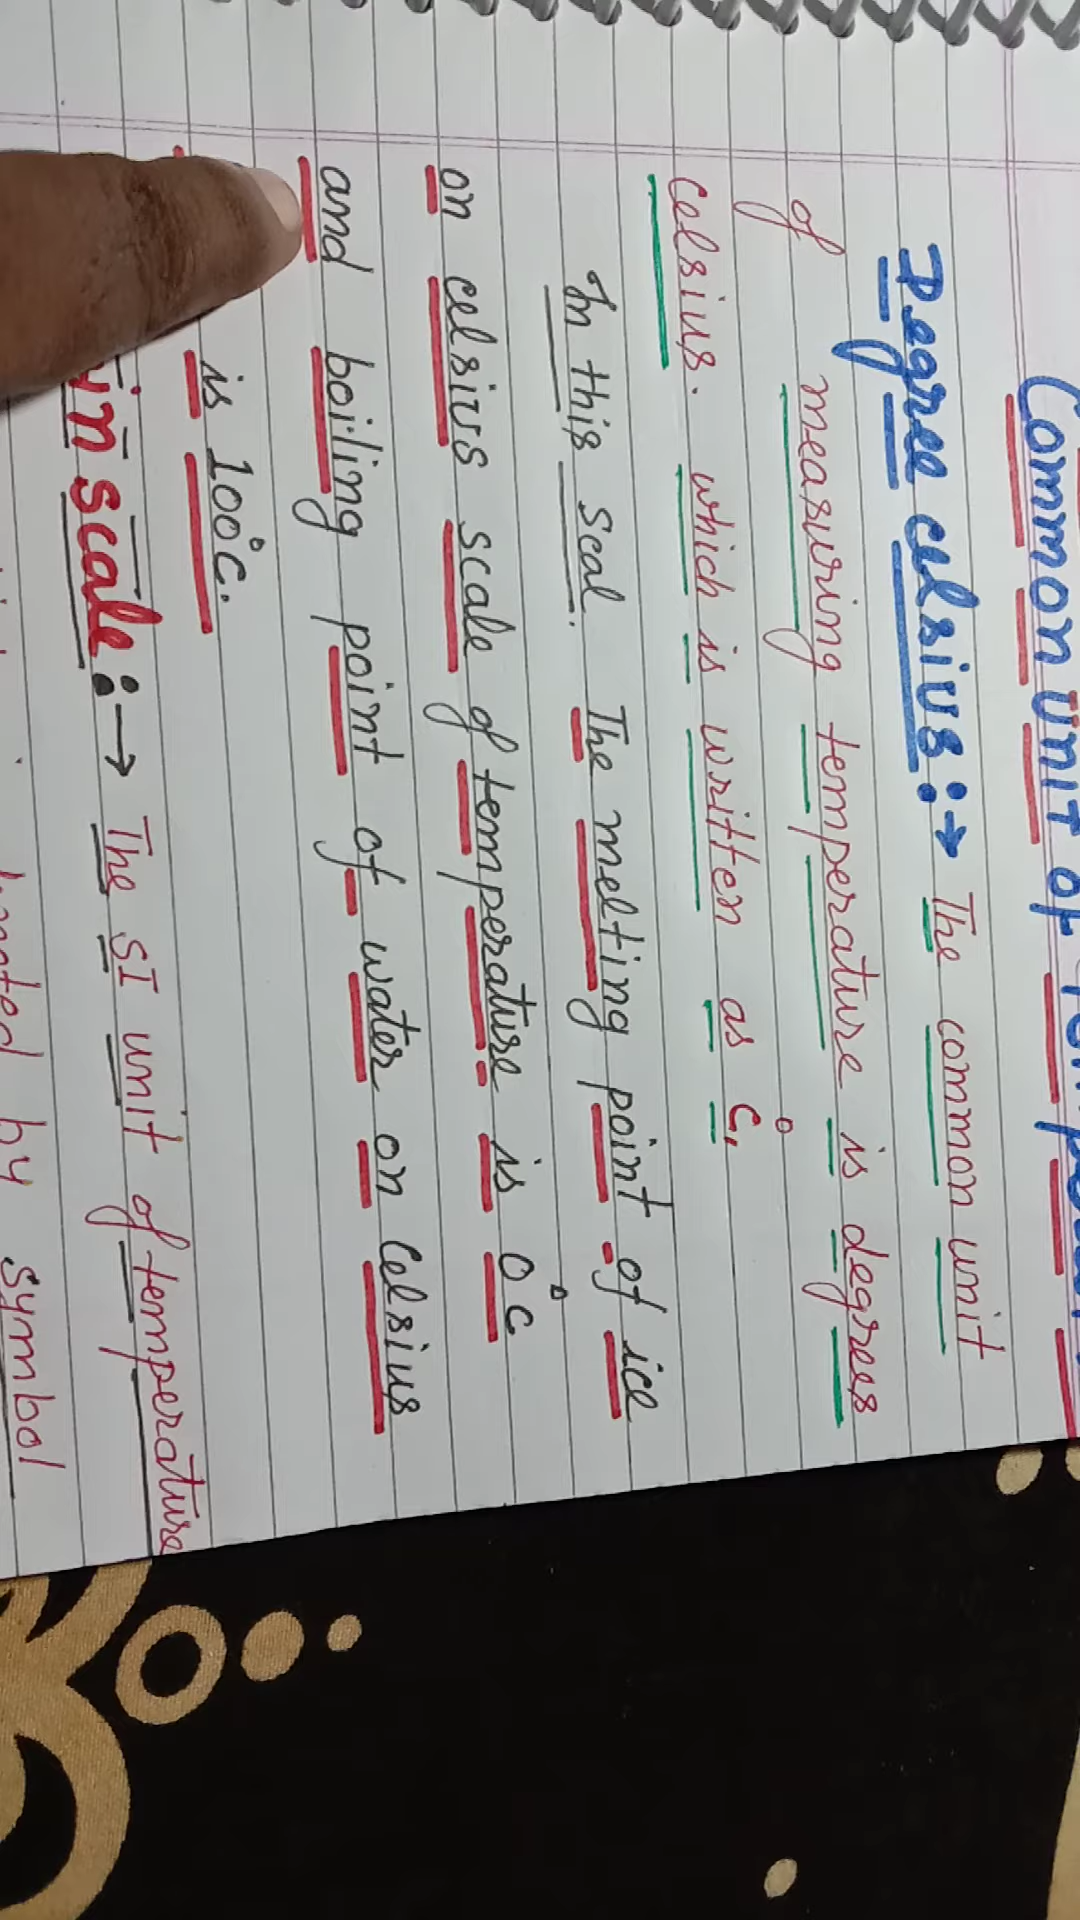 Common Unit of
Degree celsius:→ The common unit
of measuring temperature is degrees
celsius. which is written as °C,
In this scal. The melting point of ice
on celsius scale of temperature is 0°C
and boiling point of water on Celsius
is 100°C.
in scale:→ The SI unit of temperature
by symbol